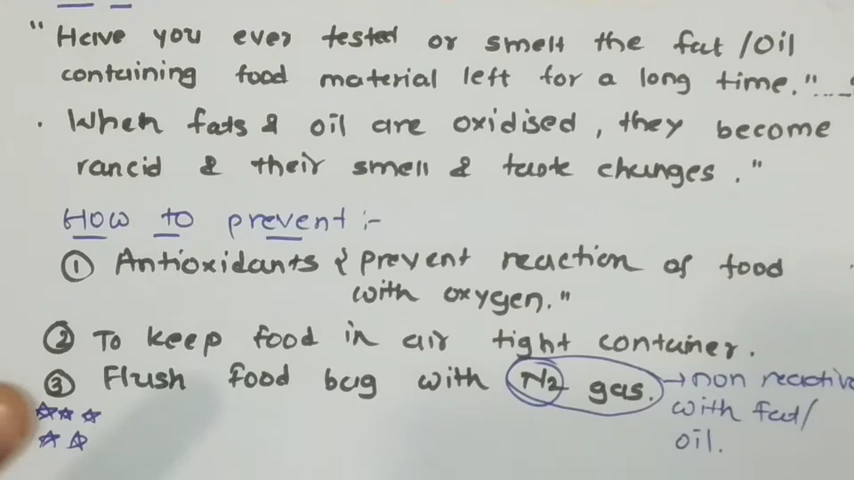 " Have you ever tested or smelt the fat /Oil
containing food material left for a long time."...."
. When fats & oil are oxidised, they become
rancid & their smell & taste changes ."
How to prevent :-
① Antioxidants { prevent reaction of food
with oxygen."
② To keep food in air tight container.
③ Flush food bag with N2 gas. → non reactive
with fat/
oil.